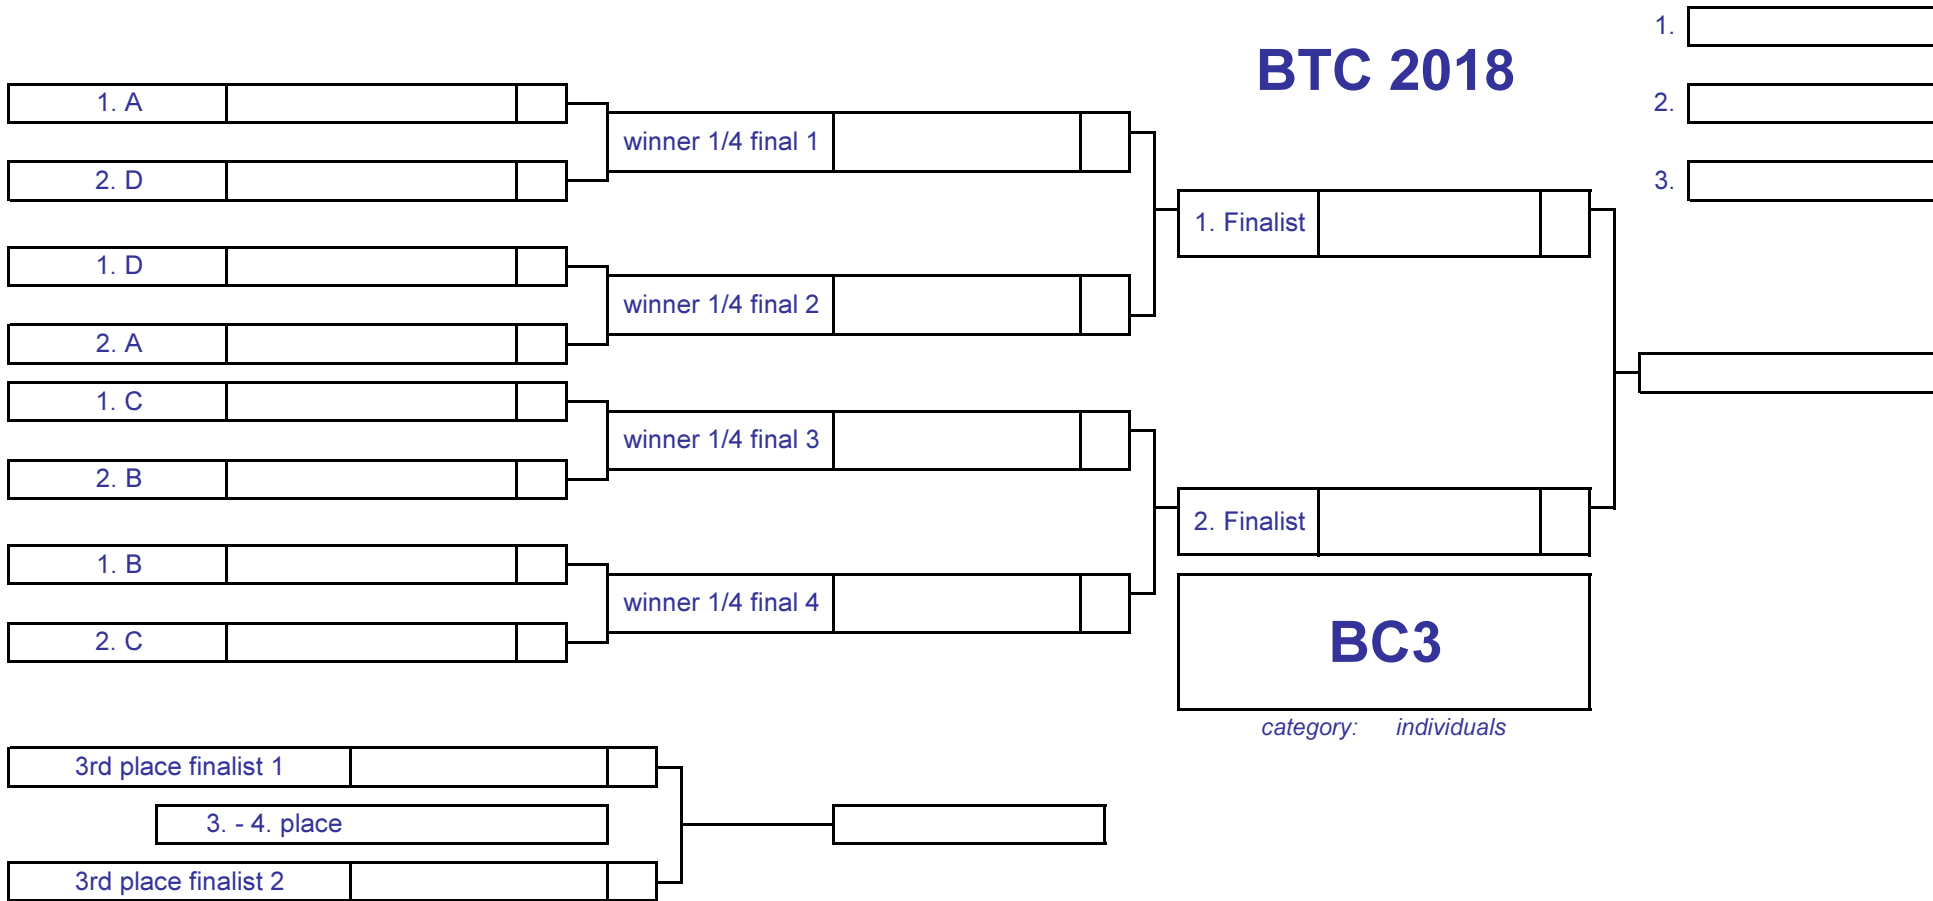 1.
BTC 2018
1. A
2.
winner 1/4 final 1
2. D
3.
1. Finalist
1. D
winner 1/4 final 2
2. A
1. C
winner 1/4 final 3
2. B
2. Finalist
1. B
winner 1/4 final 4
2. C
BC3
category: individuals
3rd place finalist 1
3. - 4. place
3rd place finalist 2